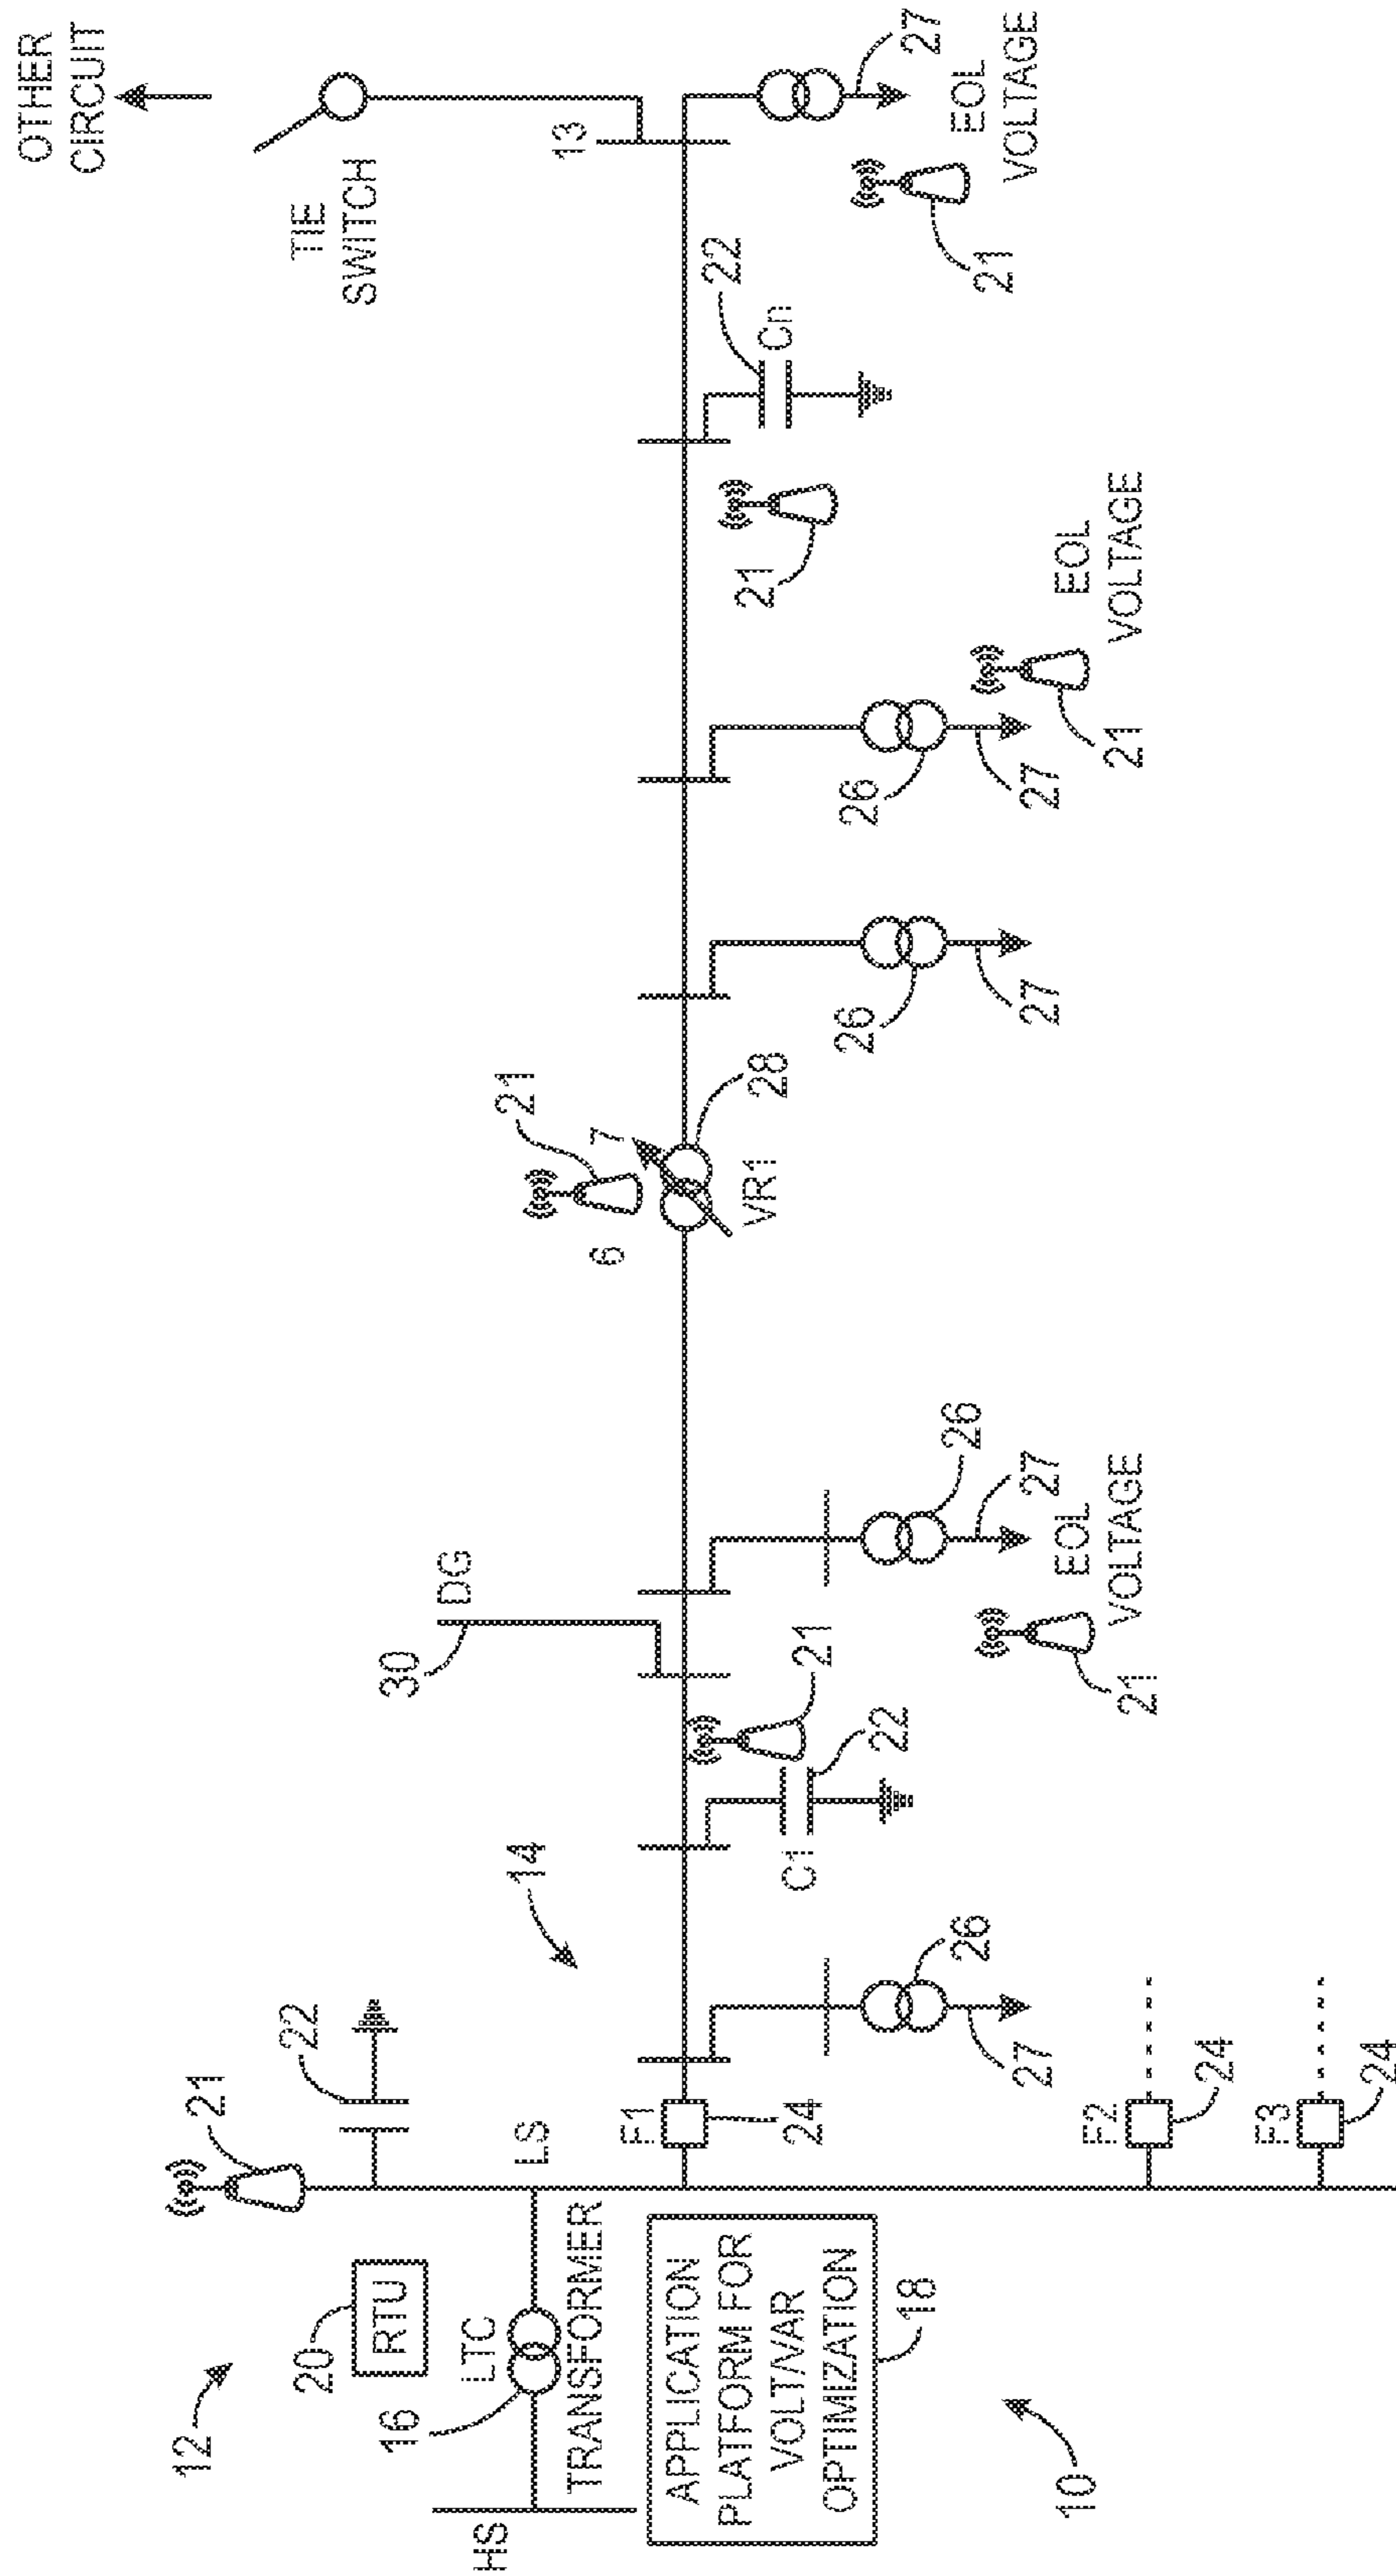 12
20
RTU
21
22
HS
16
LTC
TRANSFORMER
LS
APPLICATION
PLATFORM FOR
VOLT/VAR
OPTIMIZATION
18
10
14
F1
24
F2
24
F3
24
26
27
C1
22
21
30
DG
26
27
EOL
VOLTAGE
21
6
21
7
28
VR1
26
27
26
27
21
EOL
VOLTAGE
21
22
Cn
TIE
SWITCH
OTHER
CIRCUIT
13
27
EOL
VOLTAGE
21